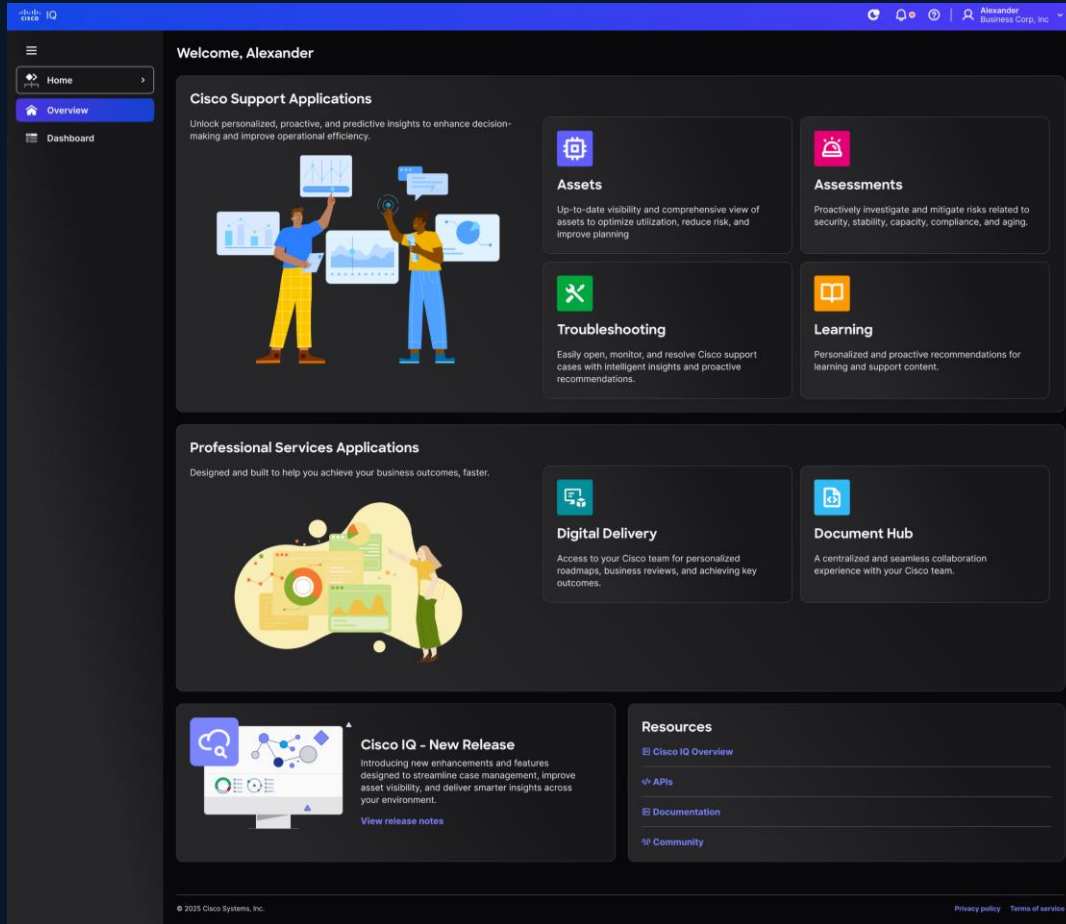 cisco IQ
Alexander
Business Corp, Inc
Home
Overview
Dashboard
Welcome, Alexander
Cisco Support Applications
Unlock personalized, proactive, and predictive insights to enhance decision-
making and improve operational efficiency.
Assets
Up-to-date visibility and comprehensive view of
assets to optimize utilization, reduce risk, and
improve planning
Assessments
Proactively investigate and mitigate risks related to
security, stability, capacity, compliance, and aging.
Troubleshooting
Easily open, monitor, and resolve Cisco support
cases with intelligent insights and proactive
recommendations.
Learning
Personalized and proactive recommendations for
learning and support content.
Professional Services Applications
Designed and built to help you achieve your business outcomes, faster.
Digital Delivery
Access to your Cisco team for personalized
roadmaps, business reviews, and achieving key
outcomes.
Document Hub
A centralized and seamless collaboration
experience with your Cisco team.
Cisco IQ - New Release
Introducing new enhancements and features
designed to streamline case management, improve
asset visibility, and deliver smarter insights across
your environment.
View release notes
Resources
Cisco IQ Overview
APIs
Documentation
Community
© 2025 Cisco Systems, Inc.
Privacy policy Terms of service